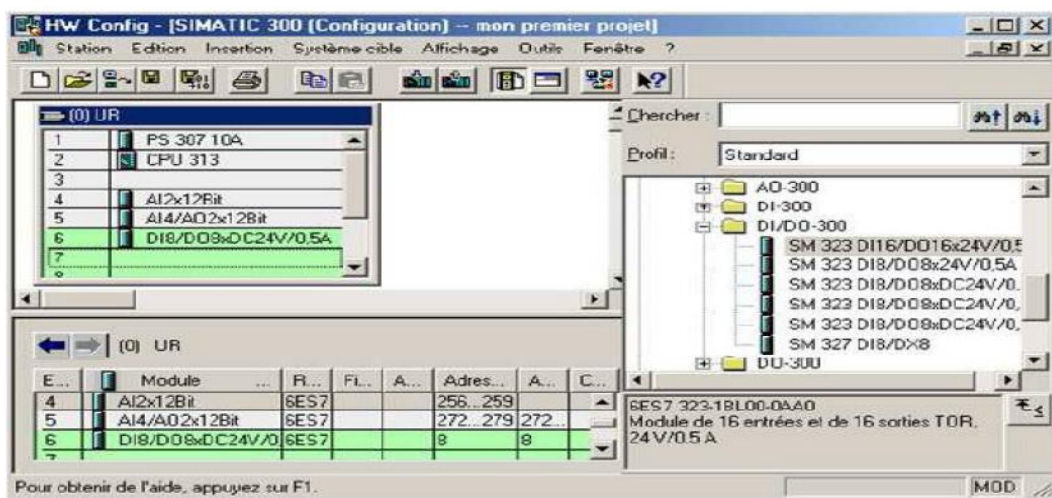 HW Config - [SIMATIC 300 (Configuration) -- mon premier projet]
Station Edition Insertion Système cible Affichage Outils Fenêtre ?
(0) UR
1 PS 307 10A
2 CPU 313
3
4 AI2x12Bit
5 AI4/AO2x12Bit
6 DI8/DO8xDC24V/0,5A
7
Chercher :
Profil : Standard
AO-300
DI-300
DI/DO-300
SM 323 DI16/DO16x24V/0,5
SM 323 DI8/DO8x24V/0,5A
SM 323 DI8/DO8xDC24V/0,
SM 323 DI8/DO8xDC24V/0,
SM 323 DI8/DO8xDC24V/0,
SM 327 DI8/DX8
DO-300
(0) UR
E... Module ... R... Fi... A... Adres... A... C...
4 AI2x12Bit 6ES7 256...259
5 AI4/AO2x12Bit 6ES7 272...279 272...
6 DI8/DO8xDC24V/0, 6ES7 8 8
7
6ES7 323-1BL00-0AA0
Module de 16 entrées et de 16 sorties TOR,
24 V/0.5 A
Pour obtenir de l'aide, appuyez sur F1.
MOD